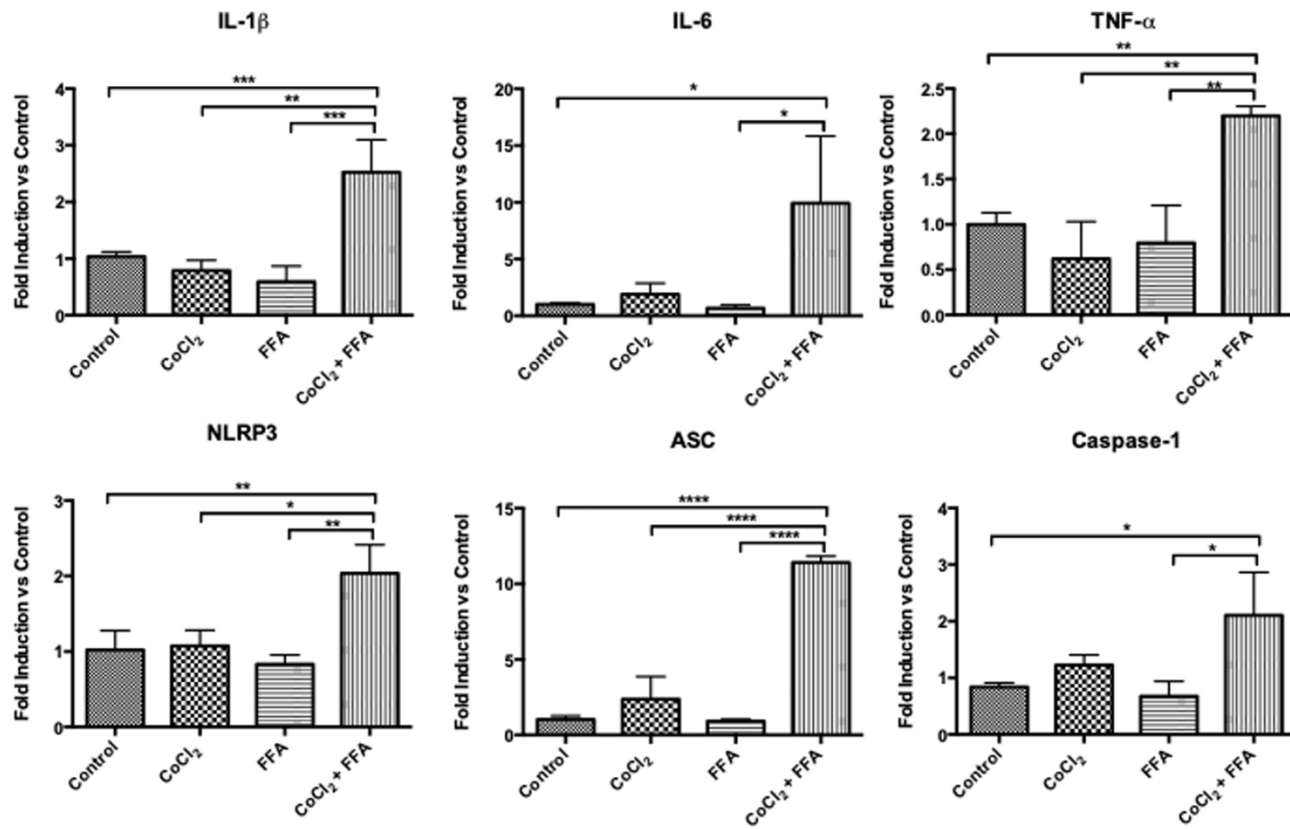 IL-1β
Fold Induction vs Control
4
3
2
1
0
***
**
***
Control
CoCl2
FFA
CoCl2 + FFA
IL-6
Fold Induction vs Control
20
15
10
5
0
*
*
Control
CoCl2
FFA
CoCl2 + FFA
TNF-α
Fold Induction vs Control
2.5
2.0
1.5
1.0
0.5
0.0
**
**
**
Control
CoCl2
FFA
CoCl2 + FFA
NLRP3
Fold Induction vs Control
3
2
1
0
**
*
**
Control
CoCl2
FFA
CoCl2 + FFA
ASC
Fold Induction vs Control
15
10
5
0
****
****
****
Control
CoCl2
FFA
CoCl2 + FFA
Caspase-1
Fold Induction vs Control
4
3
2
1
0
*
*
Control
CoCl2
FFA
CoCl2 + FFA